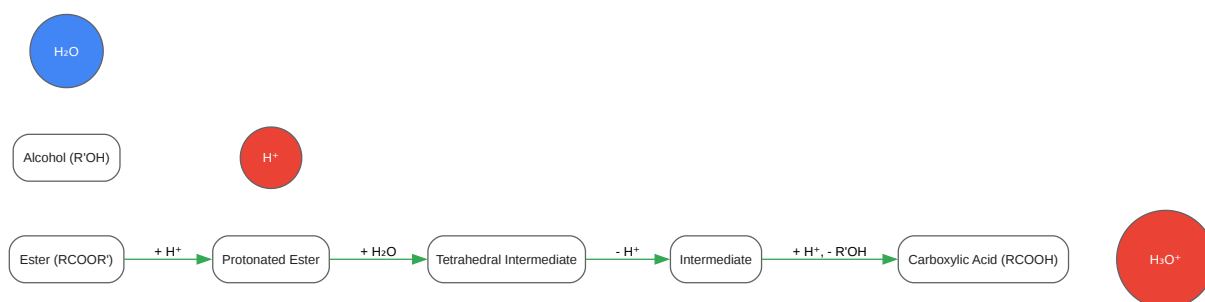 H₂O
Alcohol (R'OH)
H⁺
+ H⁺
+ H₂O
- H⁺
+ H⁺, - R'OH
Ester (RCOOR')
Protonated Ester
Tetrahedral Intermediate
Intermediate
Carboxylic Acid (RCOOH)
H₃O⁺